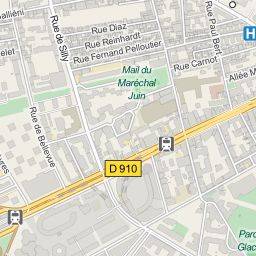 Galliéni
Rue de Silly
Rue Diaz
Rue Reinhardt
Rue Fernand Pelloutier
Rue Paul Bert
H
Mail du
Maréchal
Juin
Rue Carnot
Allée M
Rue de Bellevue
D 910
Parc
Glac